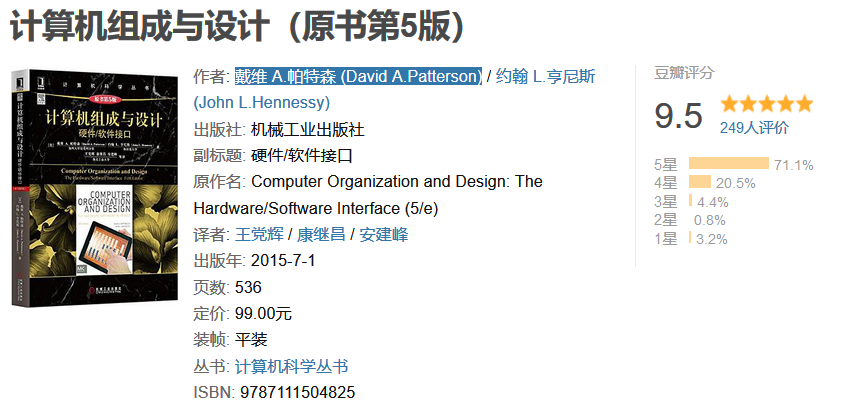 计算机组成与设计（原书第5版）
作者: 戴维 A.帕特森 (David A.Patterson) / 约翰 L.亨尼斯
(John L.Hennessy)
出版社: 机械工业出版社
副标题: 硬件/软件接口
原作名: Computer Organization and Design: The
Hardware/Software Interface (5/e)
译者: 王党辉 / 康继昌 / 安建峰
出版年: 2015-7-1
页数: 536
定价: 99.00元
装帧: 平装
丛书: 计算机科学丛书
ISBN: 9787111504825
豆瓣评分
9.5
249人评价
5星 71.1%
4星 20.5%
3星 4.4%
2星 0.8%
1星 3.2%
计算机科学丛书
原书第5版
计算机组成与设计
硬件/软件接口
Computer Organization and Design
COMPUTER
ORGANIZATION
AND DESIGN
MK
机械工业出版社